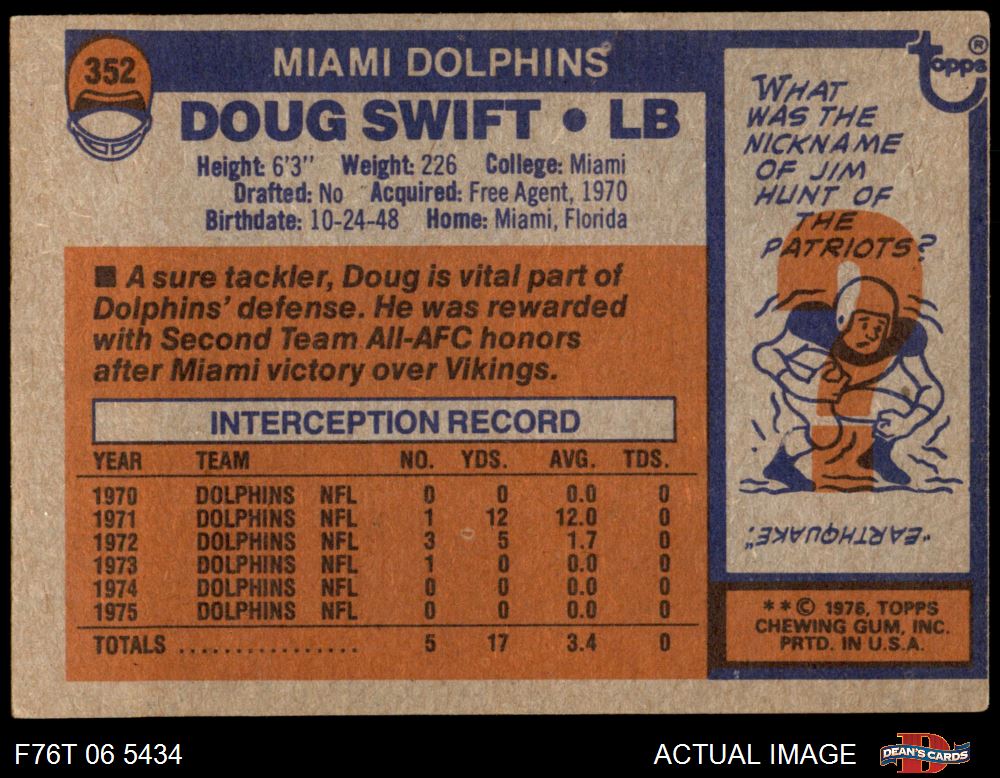 352
MIAMI DOLPHINS
DOUG SWIFT • LB
Height: 6'3" Weight: 226 College: Miami
Drafted: No Acquired: Free Agent, 1970
Birthdate: 10-24-48 Home: Miami, Florida
■ A sure tackler, Doug is vital part of
Dolphins' defense. He was rewarded
with Second Team All-AFC honors
after Miami victory over Vikings.
INTERCEPTION RECORD
YEAR TEAM NO. YDS. AVG. TDS.
1970 DOLPHINS NFL 0 0 0.0 0
1971 DOLPHINS NFL 1 12 12.0 0
1972 DOLPHINS NFL 3 5 1.7 0
1973 DOLPHINS NFL 1 0 0.0 0
1974 DOLPHINS NFL 0 0 0.0 0
1975 DOLPHINS NFL 0 0 0.0 0
TOTALS ................ 5 17 3.4 0
topps ®
WHAT
WAS THE
NICKNAME
OF JIM
HUNT OF
THE
PATRIOTS?
?
"EARTHQUAKE."
**© 1976, TOPPS
CHEWING GUM, INC.
PRTD. IN U.S.A.
F76T 06 5434
ACTUAL IMAGE
D
DEAN'S CARDS